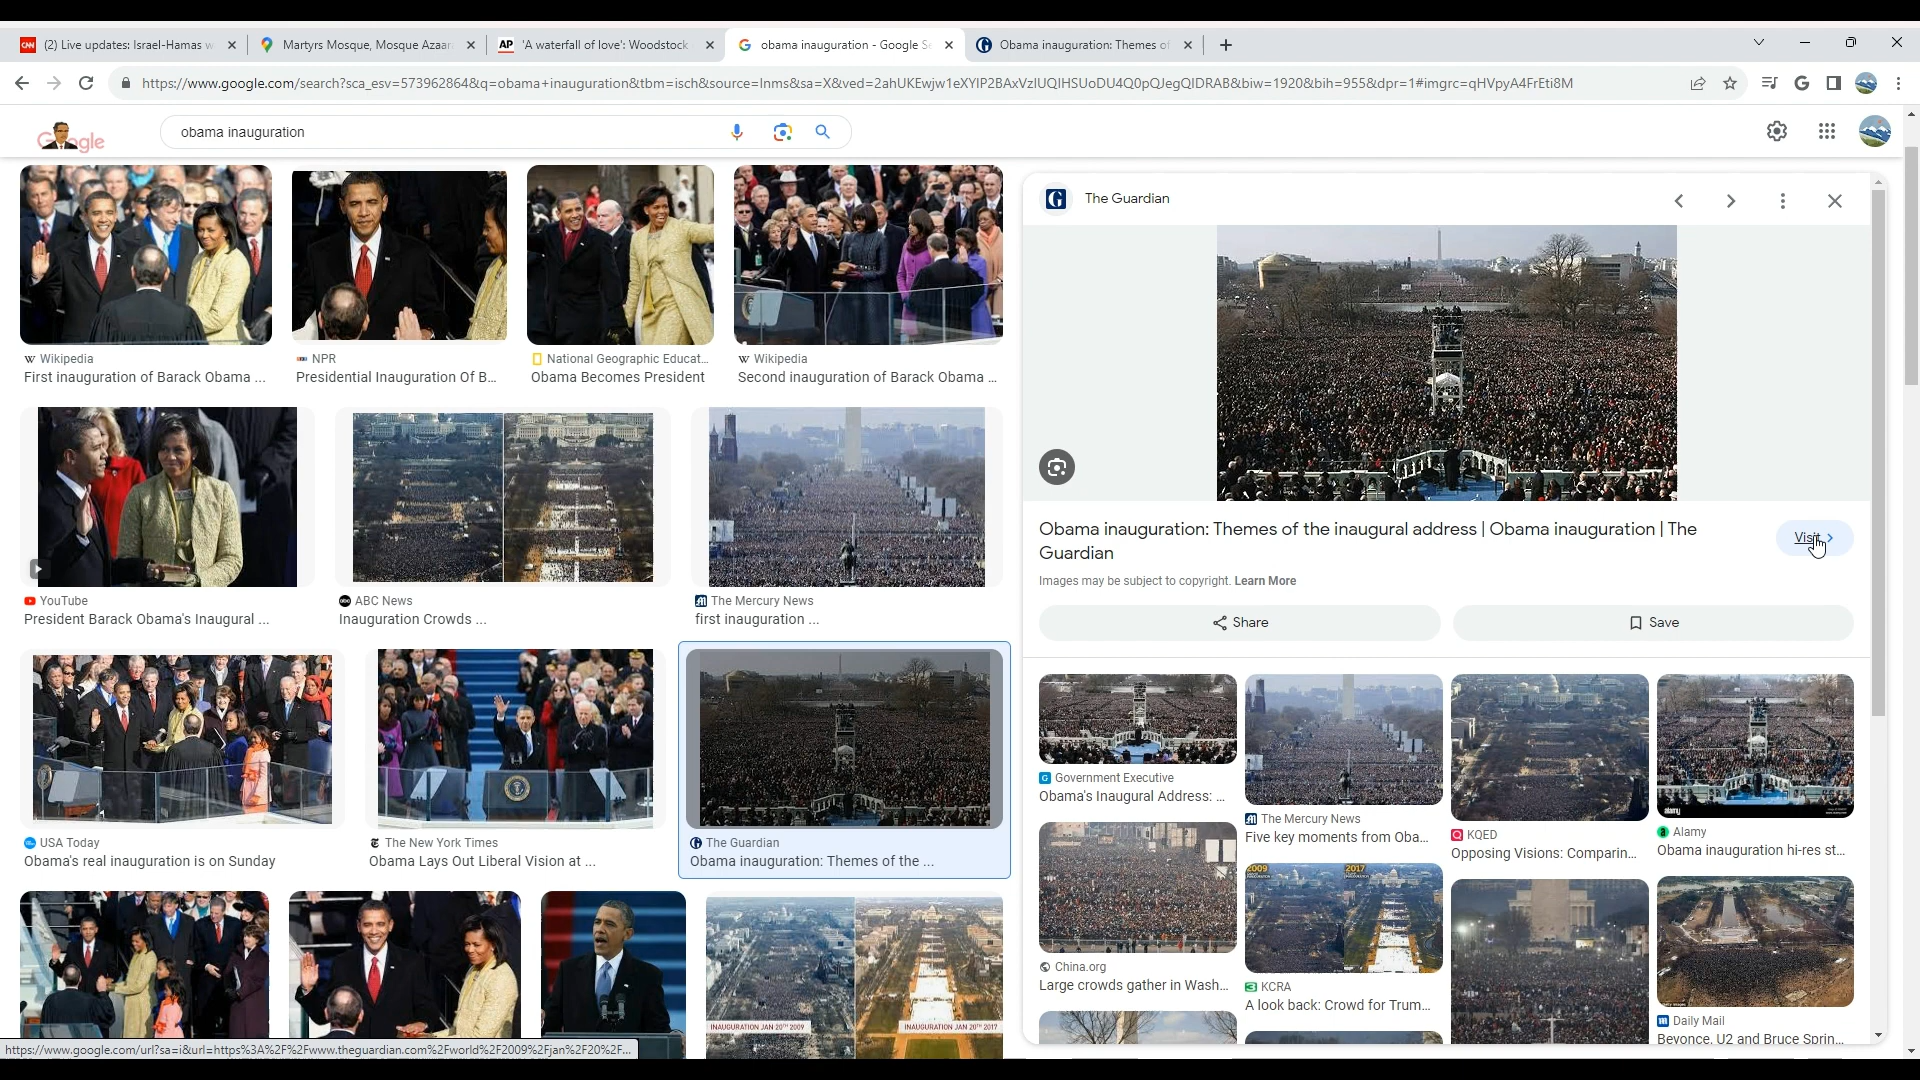 (2) Live updates: Israel-Hamas w
Martyrs Mosque, Mosque Azaar
AP 'A waterfall of love': Woodstock
obama inauguration - Google Se
Obama inauguration: Themes of
https://www.google.com/search?sca_esv=573962864&q=obama+inauguration&tbm=isch&source=lnms&sa=X&ved=2ahUKEwjw1eXYIP2BAxVzIUQIHSUoDU4Q0pQJegQIDRAB&biw=1920&bih=955&dpr=1#imgrc=qHVpyA4FrEti8M
obama inauguration
Wikipedia
First inauguration of Barack Obama ...
NPR
Presidential Inauguration Of B...
National Geographic Educat...
Obama Becomes President
Wikipedia
Second inauguration of Barack Obama ...
YouTube
President Barack Obama's Inaugural ...
ABC News
Inauguration Crowds ...
The Mercury News
first inauguration ...
USA Today
Obama's real inauguration is on Sunday
The New York Times
Obama Lays Out Liberal Vision at ...
The Guardian
Obama inauguration: Themes of the ...
INAUGURATION JAN 20TH 2009
INAUGURATION JAN 20TH 2017
https://www.google.com/url?sa=i&url=https%3A%2F%2Fwww.theguardian.com%2Fworld%2F2009%2Fjan%2F20%2F...
The Guardian
Obama inauguration: Themes of the inaugural address | Obama inauguration | The
Guardian
Visit
Images may be subject to copyright. Learn More
Share
Save
Government Executive
Obama's Inaugural Address: ...
The Mercury News
Five key moments from Oba...
KQED
Opposing Visions: Comparin...
alamy
Alamy
Obama inauguration hi-res st...
China.org
Large crowds gather in Wash...
2009
2017
KCRA
A look back: Crowd for Trum...
Daily Mail
Beyonce, U2 and Bruce Sprin...